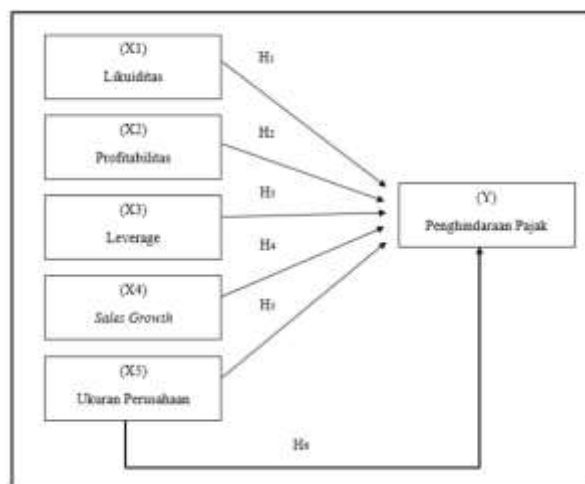 (X1)
Likuiditas
H1
(X2)
Profitabilitas
H2
(X3)
Leverage
H3
(X4)
Sales Growth
H4
(X5)
Ukuran Perusahaan
H5
(Y)
Penghindaraan Pajak
H6